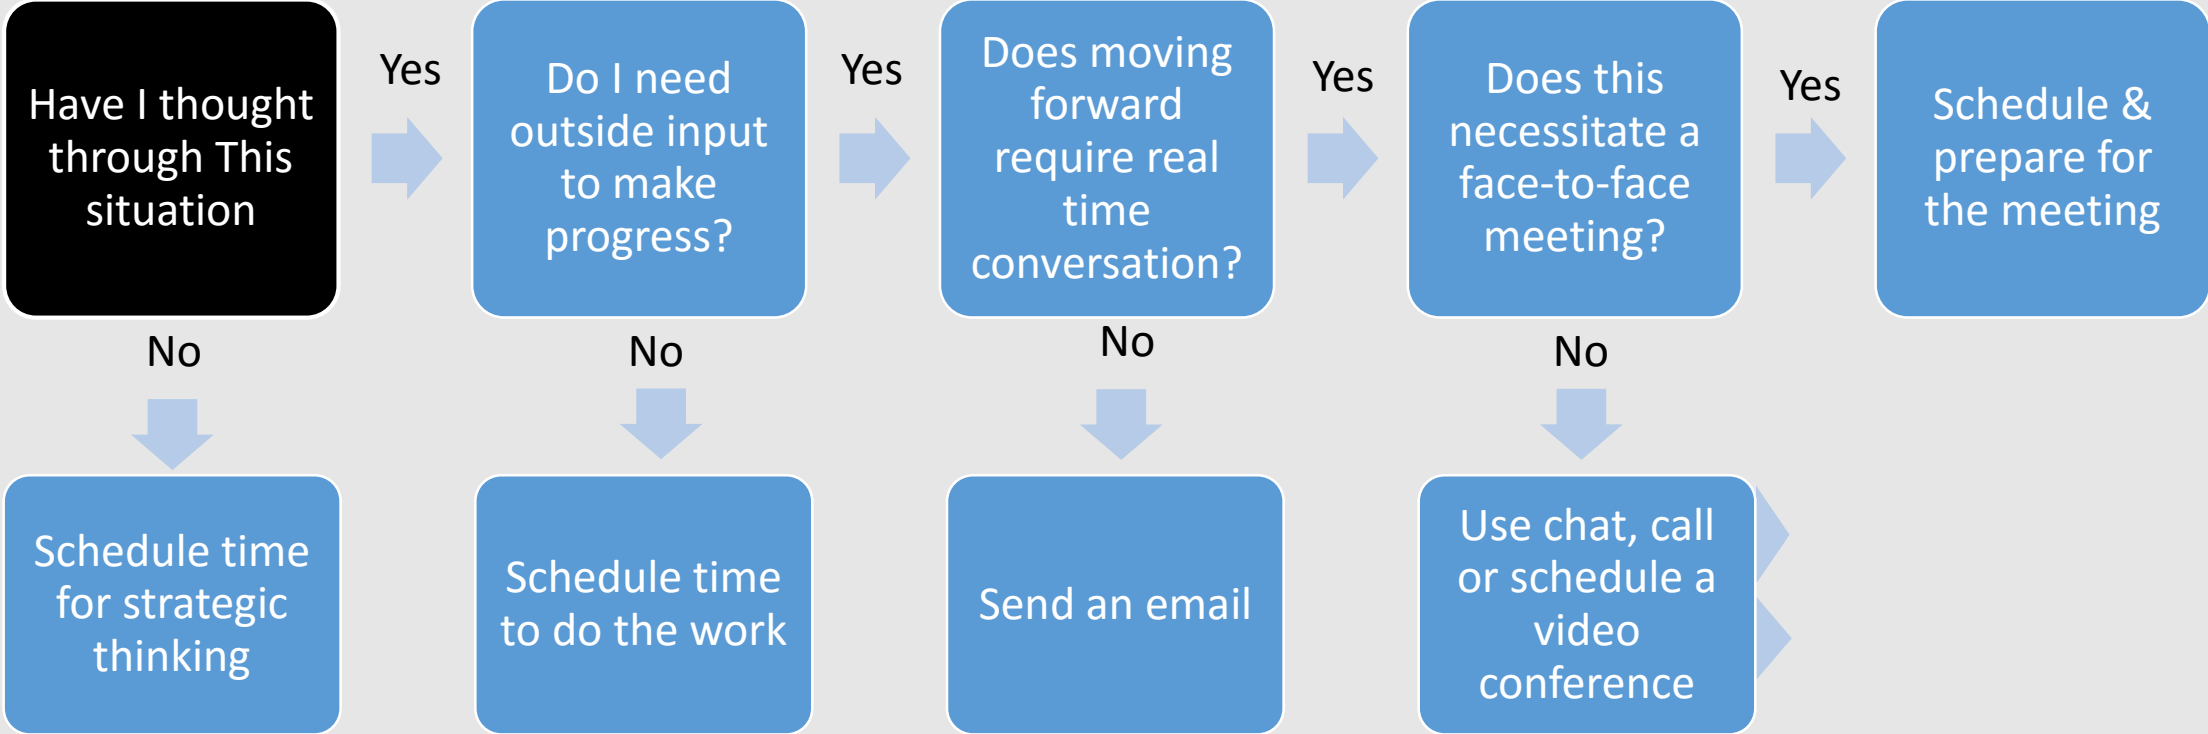 Have I thought
through This
situation
Yes
Do I need
outside input
to make
progress?
Yes
Does moving
forward
require real
time
conversation?
Yes
Does this
necessitate a
face-to-face
meeting?
Yes
Schedule &
prepare for
the meeting
No
No
No
No
Schedule time
for strategic
thinking
Schedule time
to do the work
Send an email
Use chat, call
or schedule a
video
conference